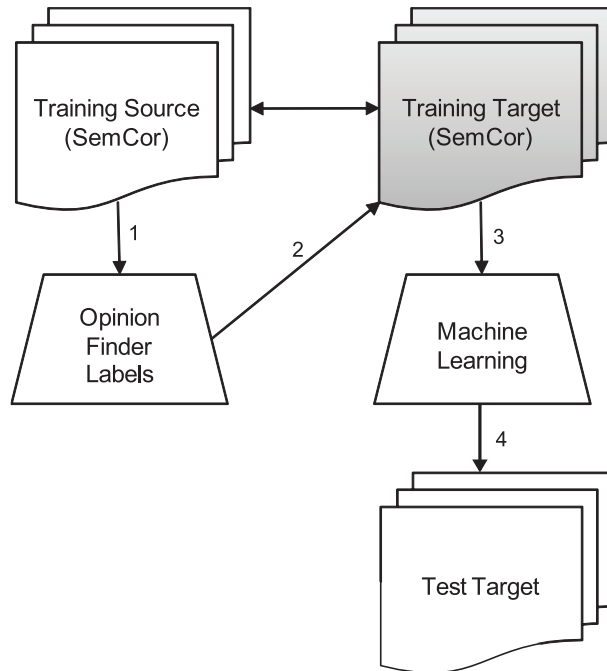 Training Source
(SemCor)
Training Target
(SemCor)
1
2
3
Opinion
Finder
Labels
Machine
Learning
4
Test Target